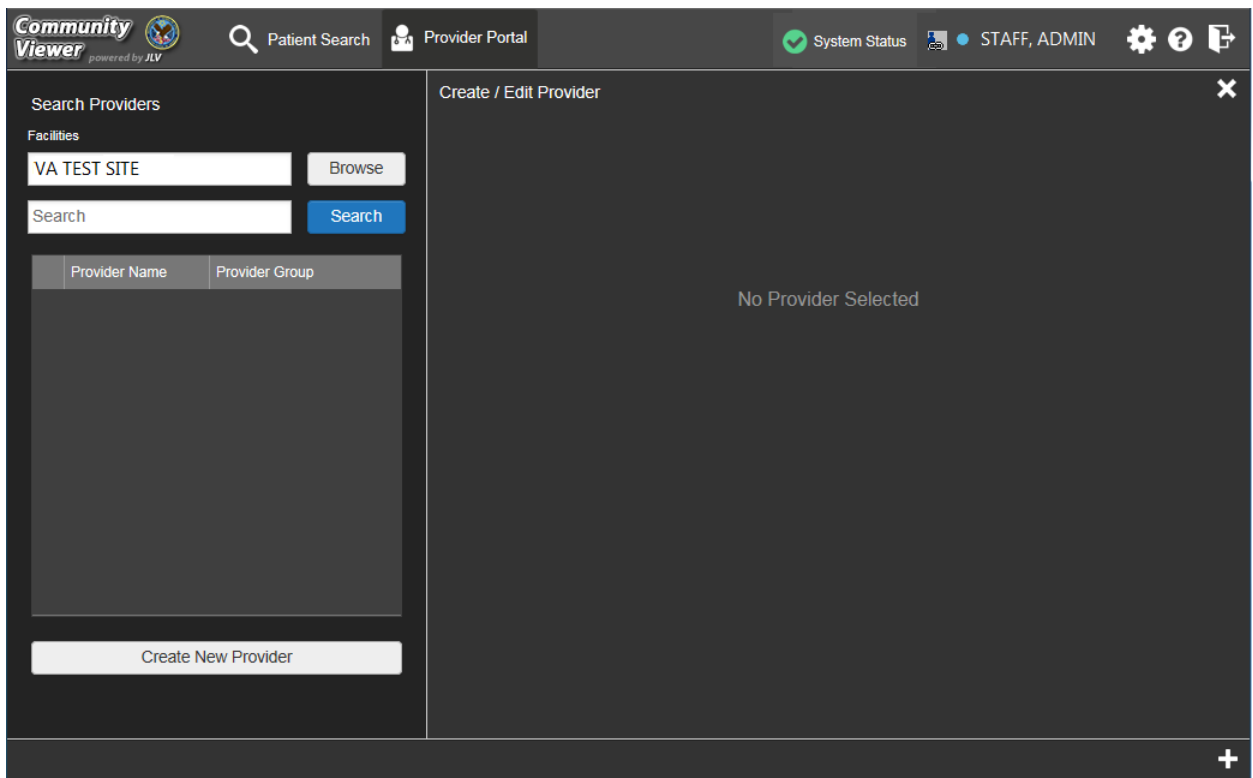 Community
Viewer powered by JLV
Patient Search
Provider Portal
System Status
STAFF, ADMIN
Search Providers
Facilities
VA TEST SITE
Browse
Search
Search
Provider Name
Provider Group
Create New Provider
Create / Edit Provider
No Provider Selected